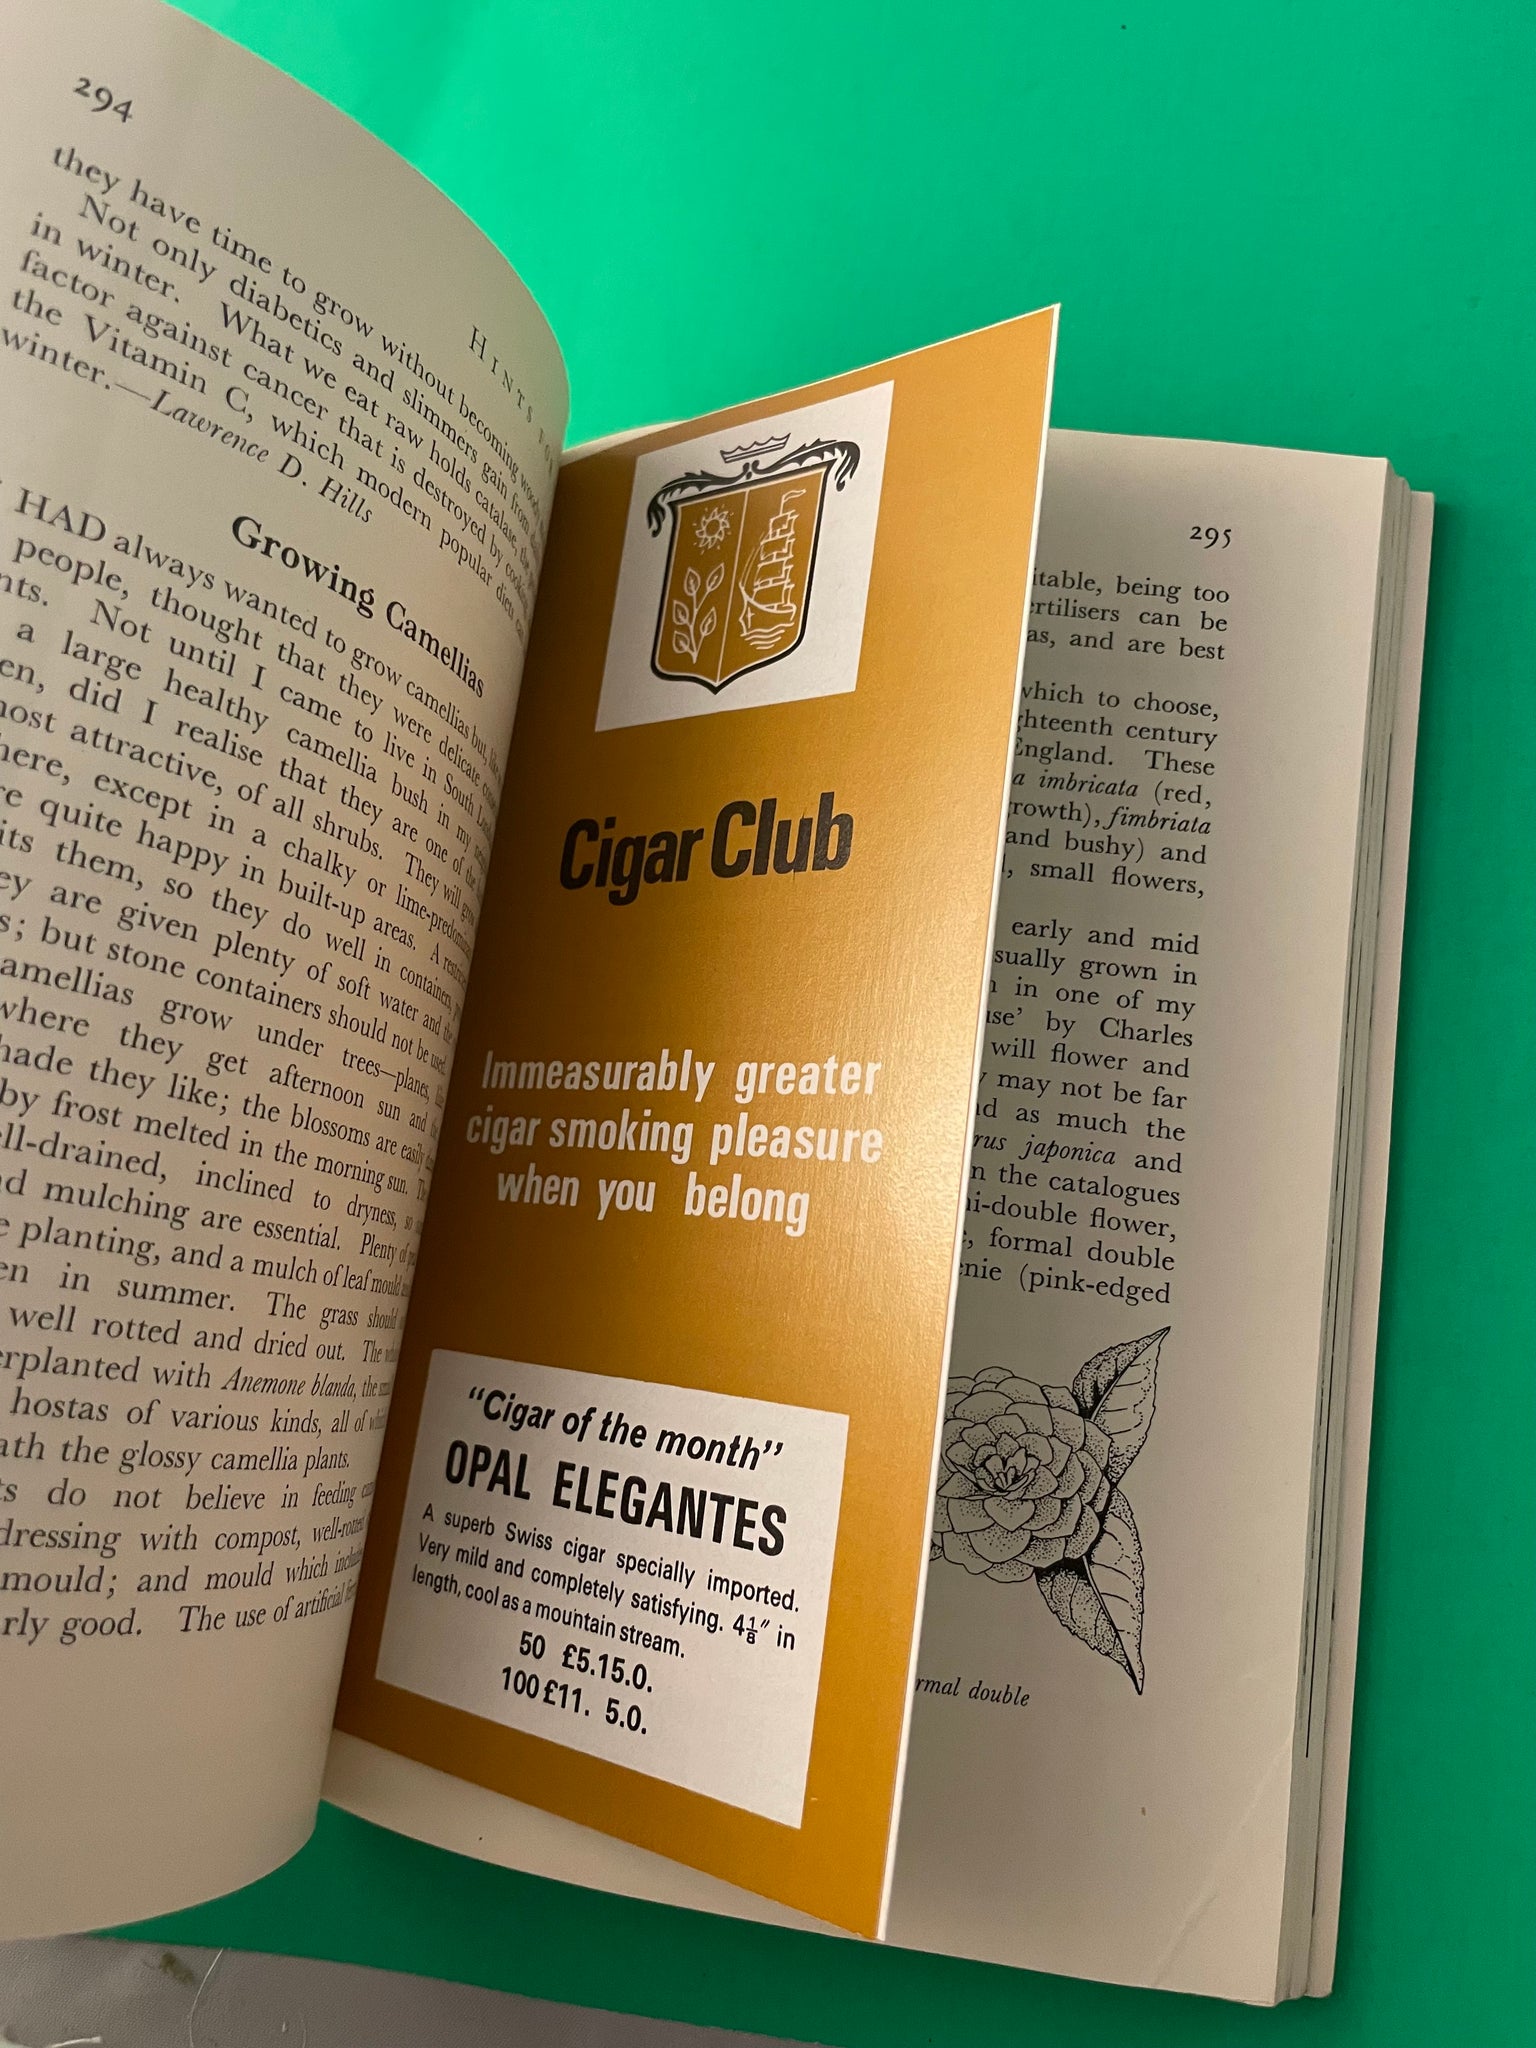 294
HINTS FO
they have time to grow without becoming woody
Not only diabetics and slimmers gain from
in winter. What we eat raw holds catalase, the
factor against cancer that is destroyed by cooking
the Vitamin C, which modern popular diets
winter.—Lawrence D. Hills
Growing Camellias
HAD always wanted to grow camellias but,
people, thought that they were delicate
nts. Not until I came to live in South
a large healthy camellia bush in my
en, did I realise that they are one of the
most attractive, of all shrubs. They will grow
here, except in a chalky or lime-predominant
re quite happy in built-up areas. A
its them, so they do well in containers,
ey are given plenty of soft water and the
s; but stone containers should not be used.
amellias grow under trees—planes,
where they get afternoon sun and the
hade they like; the blossoms are easily
by frost melted in the morning sun.
ell-drained, inclined to dryness, so
nd mulching are essential. Plenty of
e planting, and a mulch of leaf mould
en in summer. The grass should
well rotted and dried out. The
erplanted with Anemone blanda, the
hostas of various kinds, all of
ath the glossy camellia plants.
ts do not believe in feeding
dressing with compost, well-rotted
mould; and mould which
rly good. The use of artificial
Cigar Club
Immeasurably greater
cigar smoking pleasure
when you belong
"Cigar of the month"
OPAL ELEGANTES
A superb Swiss cigar specially imported.
Very mild and completely satisfying. 4⅛" in
length, cool as a mountain stream.
50 £5.15.0.
100 £11. 5.0.
295
itable, being too
ertilisers can be
as, and are best
which to choose,
ghteenth century
England. These
a imbricata (red,
growth), fimbriata
and bushy) and
, small flowers,
early and mid
sually grown in
n in one of my
use' by Charles
will flower and
y may not be far
nd as much the
rus japonica and
n the catalogues
i-double flower,
, formal double
enie (pink-edged
rmal double